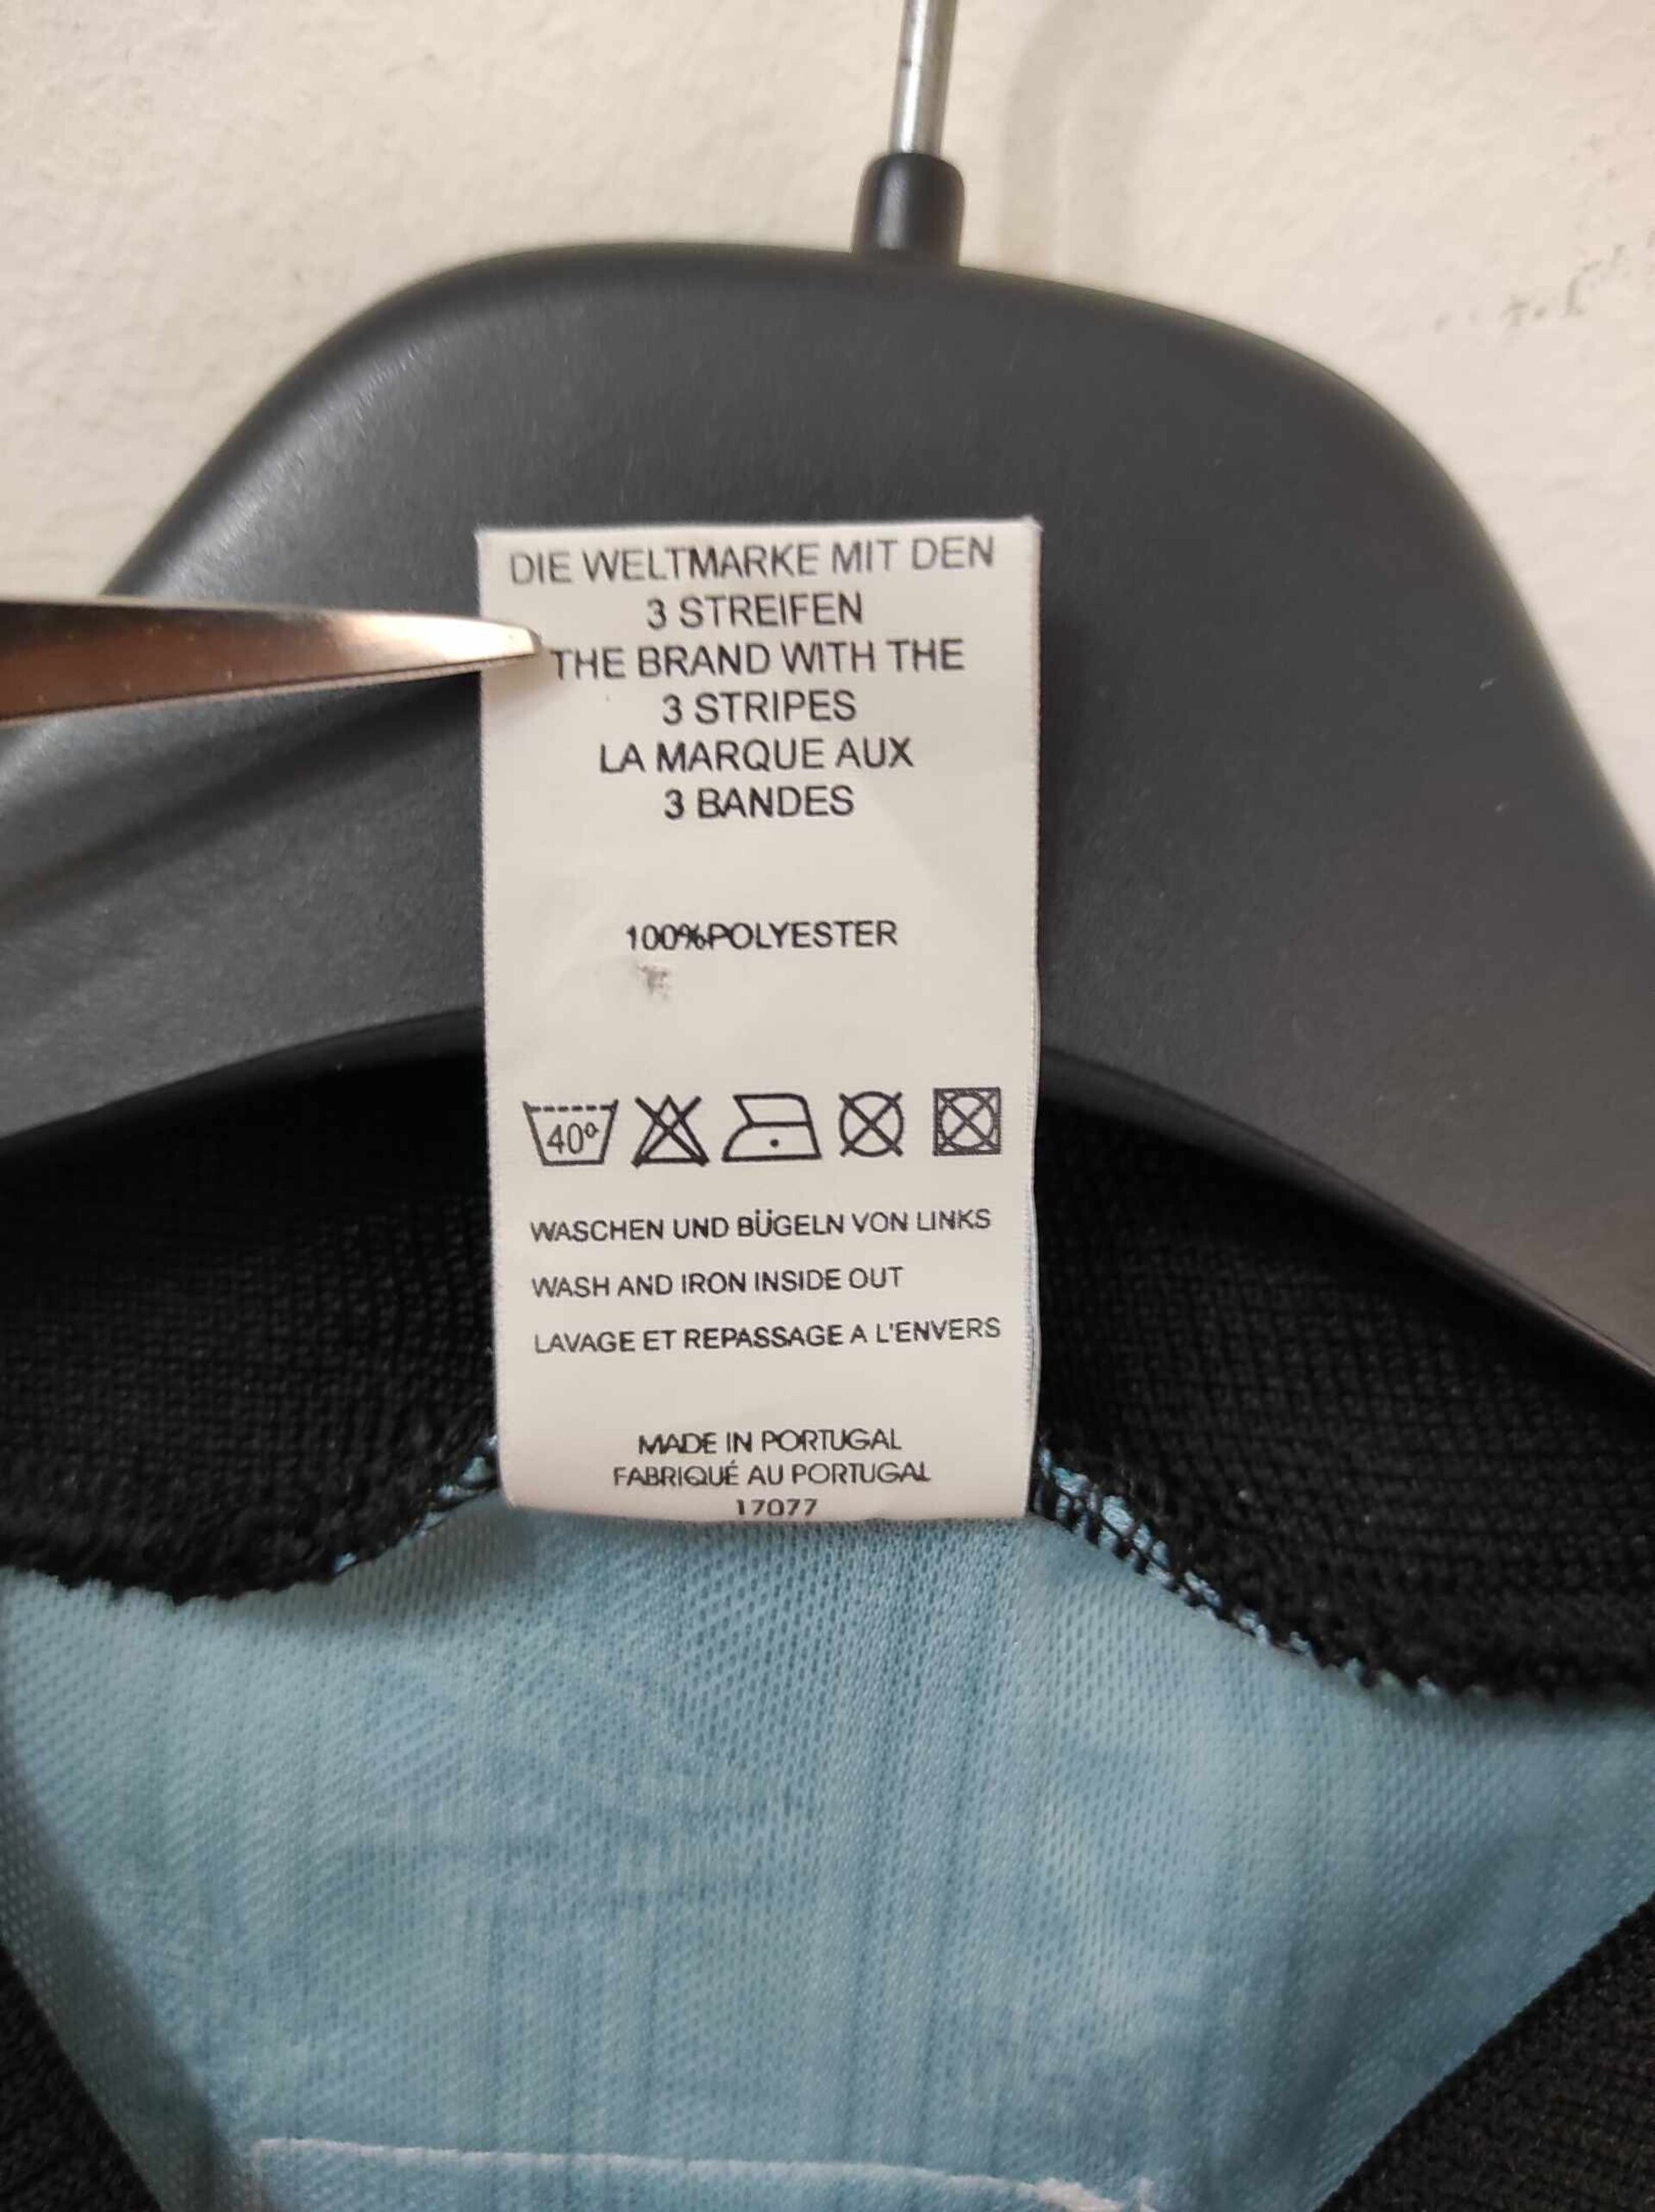 DIE WELTMARKE MIT DEN
3 STREIFEN
THE BRAND WITH THE
3 STRIPES
LA MARQUE AUX
3 BANDES
100%POLYESTER
40°
WASCHEN UND BÜGELN VON LINKS
WASH AND IRON INSIDE OUT
LAVAGE ET REPASSAGE A L'ENVERS
MADE IN PORTUGAL
FABRIQUÉ AU PORTUGAL
17077